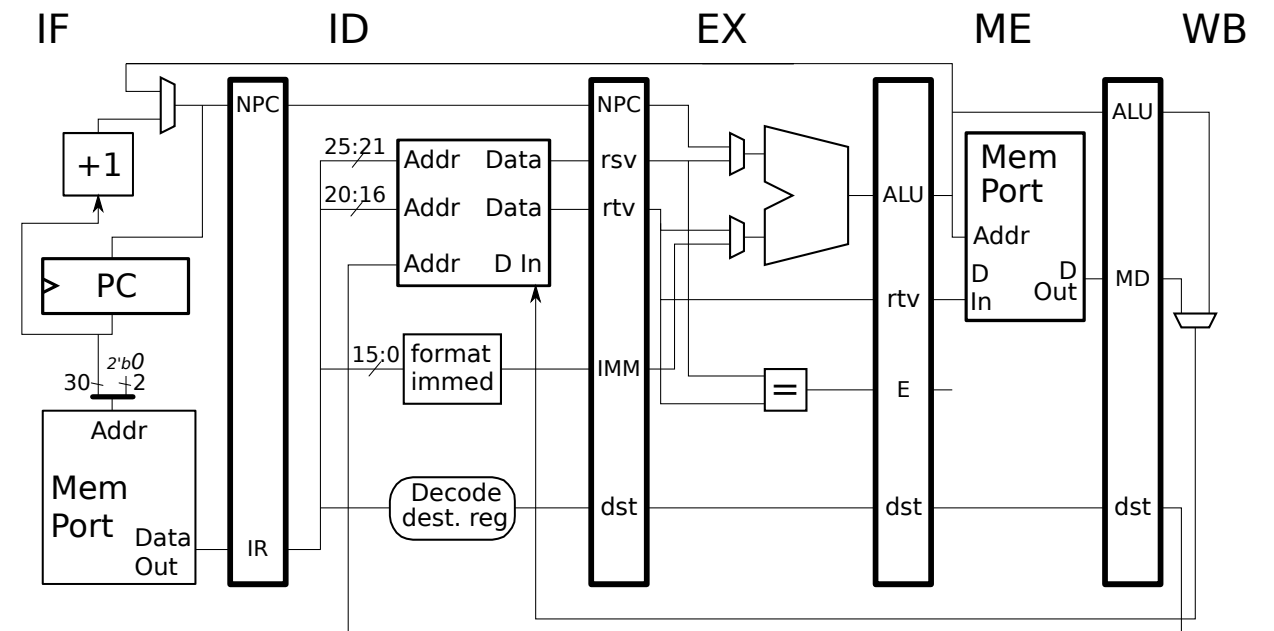 IF ID EX ME WB
NPC NPC ALU
+1
25:21 Addr Data rsv
20:16 Addr Data rtv
Addr D In
ALU
Mem
Port
Addr
D
In
D
Out
MD
PC
rtv
15:0 format
immed
IMM
2'b0
30 2
=
E
Addr
Mem
Port
Data
Out
IR
Decode
dest. reg
dst dst dst